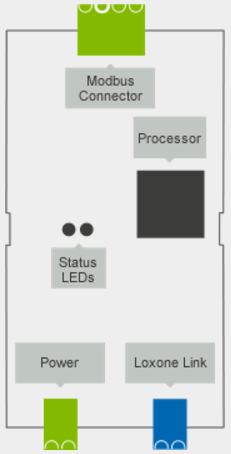 Modbus
Connector
Processor
Status
LEDs
Power
Loxone Link